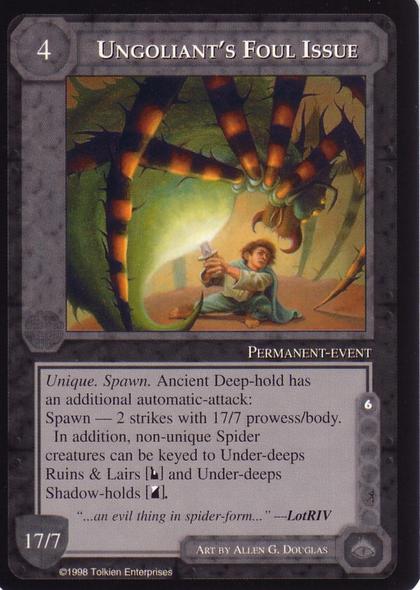 4
UNGOLIANT'S FOUL ISSUE
PERMANENT-EVENT
Unique. Spawn. Ancient Deep-hold has
an additional automatic-attack:
Spawn — 2 strikes with 17/7 prowess/body.
In addition, non-unique Spider
creatures can be keyed to Under-deeps
Ruins & Lairs [] and Under-deeps
Shadow-holds [].
6
"...an evil thing in spider-form..." —LotRIV
17/7
ART BY ALLEN G. DOUGLAS
©1998 Tolkien Enterprises